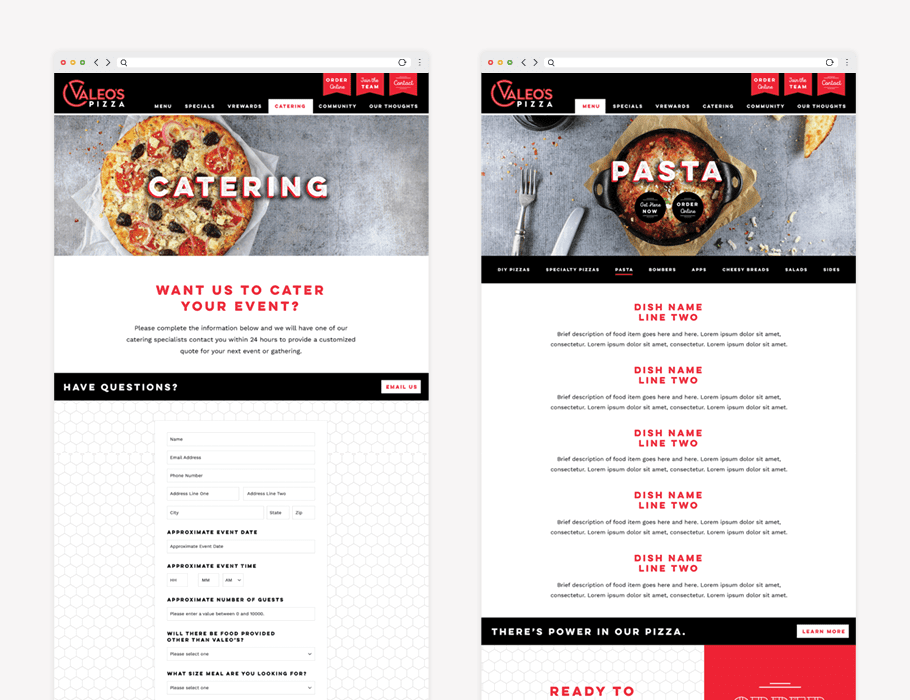 ORDER
Online
Join the
TEAM
Contact
VALEO'S
PIZZA
MENU SPECIALS VREWARDS CATERING COMMUNITY OUR THOUGHTS
CATERING
WANT US TO CATER
YOUR EVENT?
Please complete the information below and we will have one of our
catering specialists contact you within 24 hours to provide a customized
quote for your next event or gathering.
HAVE QUESTIONS?
EMAIL US
Name
Email Address
Phone Number
Address Line One
Address Line Two
City
State
Zip
APPROXIMATE EVENT DATE
Approximate Event Date
APPROXIMATE EVENT TIME
HH
MM
AM
APPROXIMATE NUMBER OF GUESTS
Please enter a value between 0 and 10000.
WILL THERE BE FOOD PROVIDED
OTHER THAN VALEO'S?
Please select one
WHAT SIZE MEAL ARE YOU LOOKING FOR?
Please select one
ORDER
Online
Join the
TEAM
Contact
VALEO'S
PIZZA
MENU SPECIALS VREWARDS CATERING COMMUNITY OUR THOUGHTS
PASTA
Get Here
NOW
ORDER
Online
DIY PIZZAS SPECIALTY PIZZAS PASTA BOMBERS APPS CHEESY BREADS SALADS SIDES
DISH NAME
LINE TWO
Brief description of food item goes here and here. Lorem ipsum dolor sit amet,
consectetur. Lorem ipsum dolor sit amet, consectetur. Lorem ipsum dolor sit amet.
DISH NAME
LINE TWO
Brief description of food item goes here and here. Lorem ipsum dolor sit amet,
consectetur. Lorem ipsum dolor sit amet, consectetur. Lorem ipsum dolor sit amet.
DISH NAME
LINE TWO
Brief description of food item goes here and here. Lorem ipsum dolor sit amet,
consectetur. Lorem ipsum dolor sit amet, consectetur. Lorem ipsum dolor sit amet.
DISH NAME
LINE TWO
Brief description of food item goes here and here. Lorem ipsum dolor sit amet,
consectetur. Lorem ipsum dolor sit amet, consectetur. Lorem ipsum dolor sit amet.
DISH NAME
LINE TWO
Brief description of food item goes here and here. Lorem ipsum dolor sit amet,
consectetur. Lorem ipsum dolor sit amet, consectetur. Lorem ipsum dolor sit amet.
THERE'S POWER IN OUR PIZZA.
LEARN MORE
READY TO